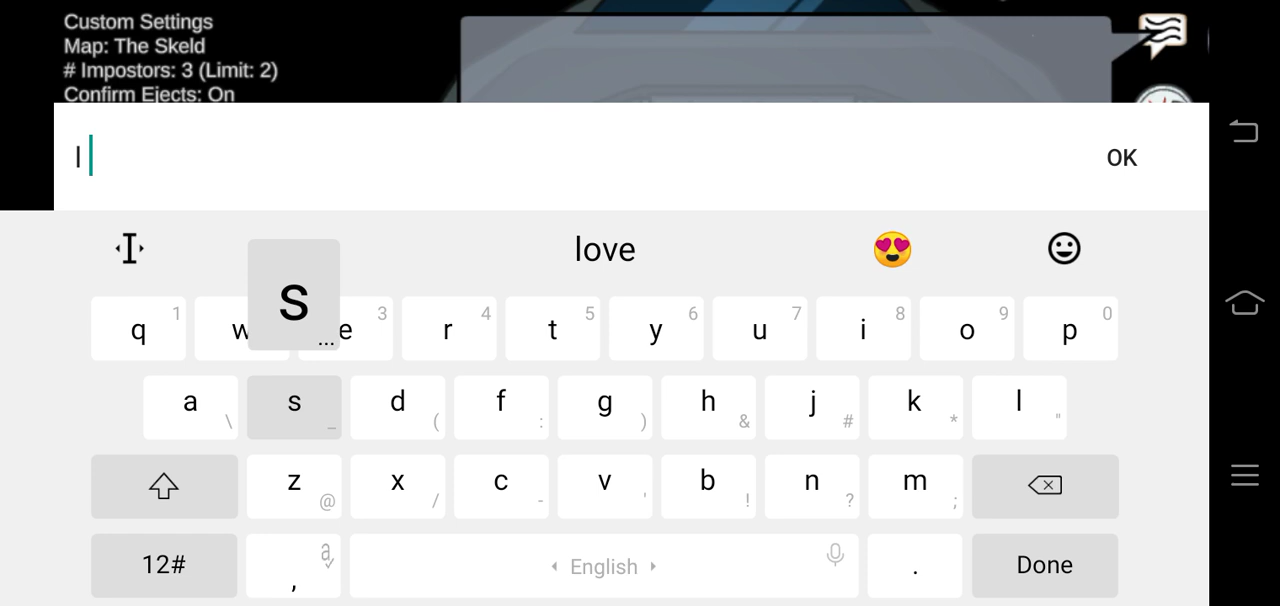 Custom Settings
Map: The Skeld
# Impostors: 3 (Limit: 2)
Confirm Ejects: On
I
OK
love
s
...
q 1 w e 3 r 4 t 5 y 6 u 7 i 8 o 9 p 0
a \ s _ d ( f : g ) h & j # k * l "
z @ x / c - v ' b ! n ? m ;
12# , a English . Done